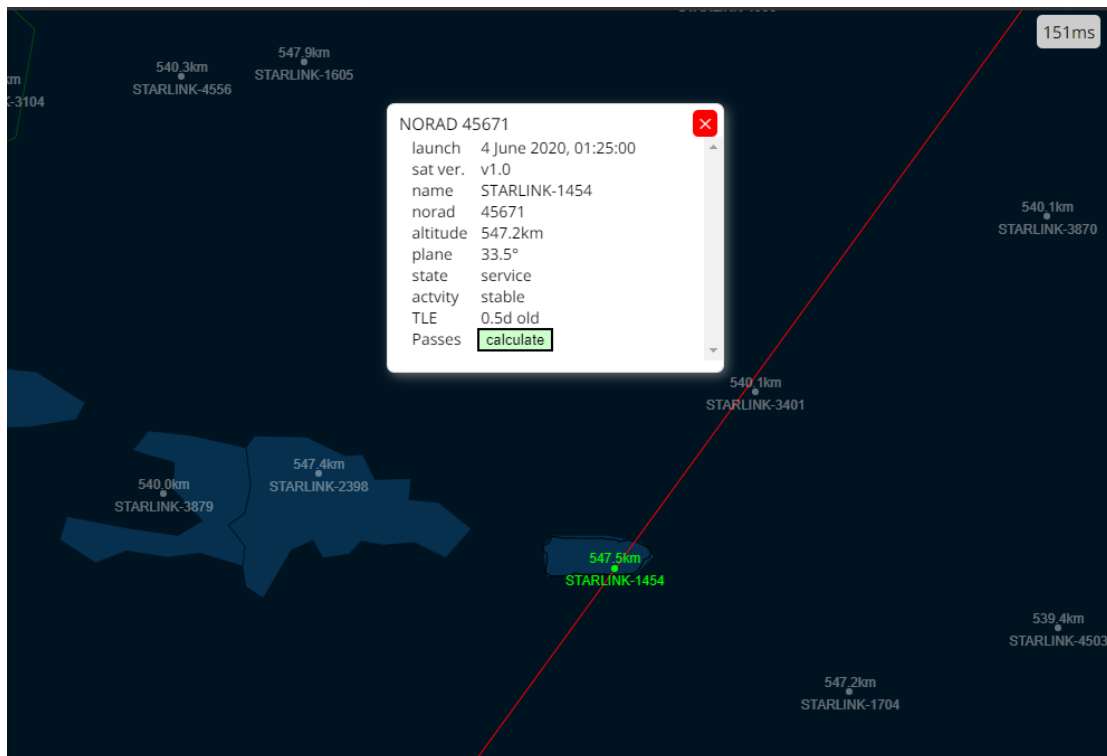 151ms
547.9km
STARLINK-1605
540.3km
STARLINK-4556
-3104
NORAD 45671
launch 4 June 2020, 01:25:00
sat ver. v1.0
name STARLINK-1454
norad 45671
altitude 547.2km
plane 33.5°
state service
actvity stable
TLE 0.5d old
Passes calculate
540.1km
STARLINK-3870
540.1km
STARLINK-3401
547.4km
STARLINK-2398
540.0km
STARLINK-3879
547.5km
STARLINK-1454
539.4km
STARLINK-4503
547.2km
STARLINK-1704